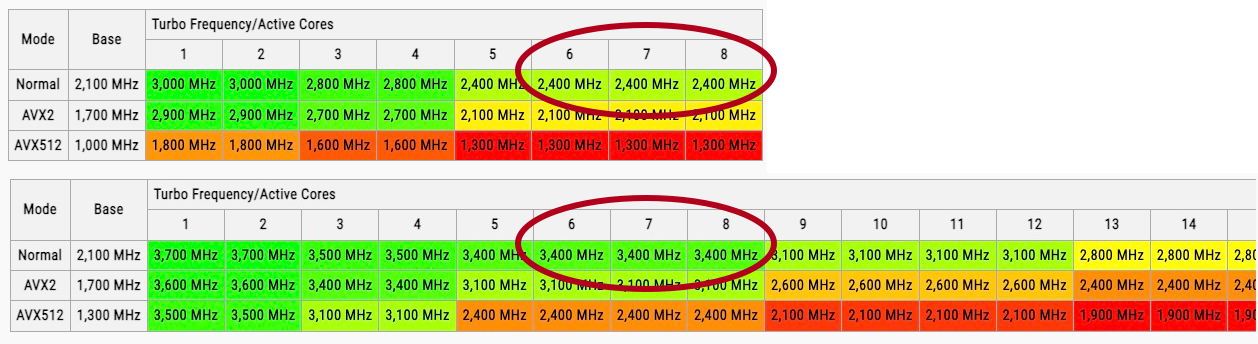 Mode Base Turbo Frequency/Active Cores
1 2 3 4 5 6 7 8
Normal 2,100 MHz 3,000 MHz 3,000 MHz 2,800 MHz 2,800 MHz 2,400 MHz 2,400 MHz 2,400 MHz 2,400 MHz
AVX2 1,700 MHz 2,900 MHz 2,900 MHz 2,700 MHz 2,700 MHz 2,100 MHz 2,100 MHz 2,100 MHz 2,100 MHz
AVX512 1,000 MHz 1,800 MHz 1,800 MHz 1,600 MHz 1,600 MHz 1,300 MHz 1,300 MHz 1,300 MHz 1,300 MHz
Mode Base Turbo Frequency/Active Cores
1 2 3 4 5 6 7 8 9 10 11 12 13 14
Normal 2,100 MHz 3,700 MHz 3,700 MHz 3,500 MHz 3,500 MHz 3,400 MHz 3,400 MHz 3,400 MHz 3,400 MHz 3,100 MHz 3,100 MHz 3,100 MHz 3,100 MHz 2,800 MHz 2,800 MHz
AVX2 1,700 MHz 3,600 MHz 3,600 MHz 3,400 MHz 3,400 MHz 3,100 MHz 3,100 MHz 3,100 MHz 3,100 MHz 2,600 MHz 2,600 MHz 2,600 MHz 2,600 MHz 2,400 MHz 2,400 MHz
AVX512 1,300 MHz 3,500 MHz 3,500 MHz 3,100 MHz 3,100 MHz 2,400 MHz 2,400 MHz 2,400 MHz 2,400 MHz 2,100 MHz 2,100 MHz 2,100 MHz 2,100 MHz 1,900 MHz 1,900 MHz